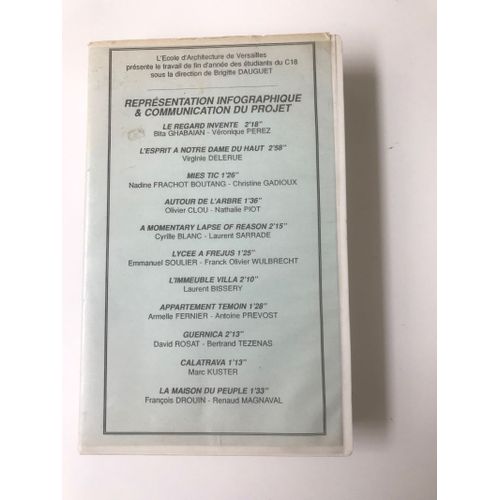 L'Ecole d'Architecture de Versailles
présente le travail de fin d'année des étudiants du C18
sous la direction de Brigitte DAUGUET
REPRÉSENTATION INFOGRAPHIQUE
& COMMUNICATION DU PROJET
LE REGARD INVENTE 2'18"
Bita GHABAIAN - Véronique PEREZ
L'ESPRIT A NOTRE DAME DU HAUT 2'58"
Virginie DELERUE
MIES TIC 1'26"
Nadine FRACHOT BOUTANG - Christine GADIOUX
AUTOUR DE L'ARBRE 1'36"
Olivier CLOU - Nathalie PIOT
A MOMENTARY LAPSE OF REASON 2'15"
Cyrille BLANC - Laurent SARRADE
LYCEE A FREJUS 1'25"
Emmanuel SOULIER - Franck Olivier WULBRECHT
L'IMMEUBLE VILLA 2'10"
Laurent BISSERY
APPARTEMENT TEMOIN 1'28"
Armelle FERNIER - Antoine PREVOST
GUERNICA 2'13"
David ROSAT - Bertrand TEZENAS
CALATRAVA 1'13"
Marc KUSTER
LA MAISON DU PEUPLE 1'33"
François DROUIN - Renaud MAGNAVAL